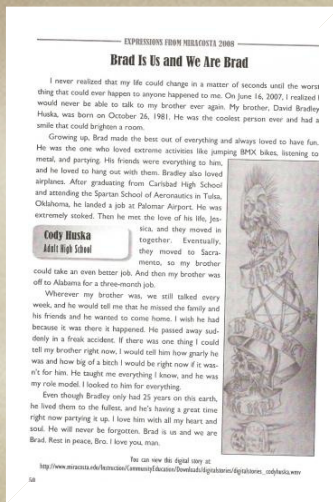 EXPRESSIONS FROM MIRACOSTA 2008
Brad Is Us and We Are Brad
I never realized that my life could change in a matter of seconds until the worst
thing that could ever happen to anyone happened to me. On June 16, 2007, I realized I
would never be able to talk to my brother ever again. My brother, David Bradley
Huska, was born on October 26, 1981. He was the coolest person ever and had a
smile that could brighten a room.
Growing up, Brad made the best out of everything and always loved to have fun.
He was the one who loved extreme activities like jumping BMX bikes, listening to
metal, and partying. His friends were everything to him,
and he loved to hang out with them. Bradley also loved
airplanes. After graduating from Carlsbad High School
and attending the Spartan School of Aeronautics in Tulsa,
Oklahoma, he landed a job at Palomar Airport. He was
extremely stoked. Then he met the love of his life, Jes-
sica, and they moved in
together. Eventually,
they moved to Sacra-
mento, so my brother
Cody Huska
Adult High School
could take an even better job. And then my brother was
off to Alabama for a three-month job.
Wherever my brother was, we still talked every
week, and he would tell me that he missed the family and
his friends and he wanted to come home. I wish he had
because it was there is happened. He passed away sud-
denly in a freak accident. If there was one thing I could
tell my brother right now, I would tell him how gnarly he
was and how big of a bitch I would be right now if it was-
n't for him. He taught me everything I know, and he was
my role model. I looked to him for everything.
Even though Bradley only had 25 years on this earth,
he lived them to the fullest, and he's having a great time
right now partying it up. I love him with all my heart and
soul. He will never be forgotten. Brad is us and we are
Brad. Rest in peace, Bro. I love you, man.
You can view this digital story at:
http://www.miracosta.edu/Instruction/CommunityEducation/Downloads/digitalstories/digitalstories_codyhuska.wmv
58